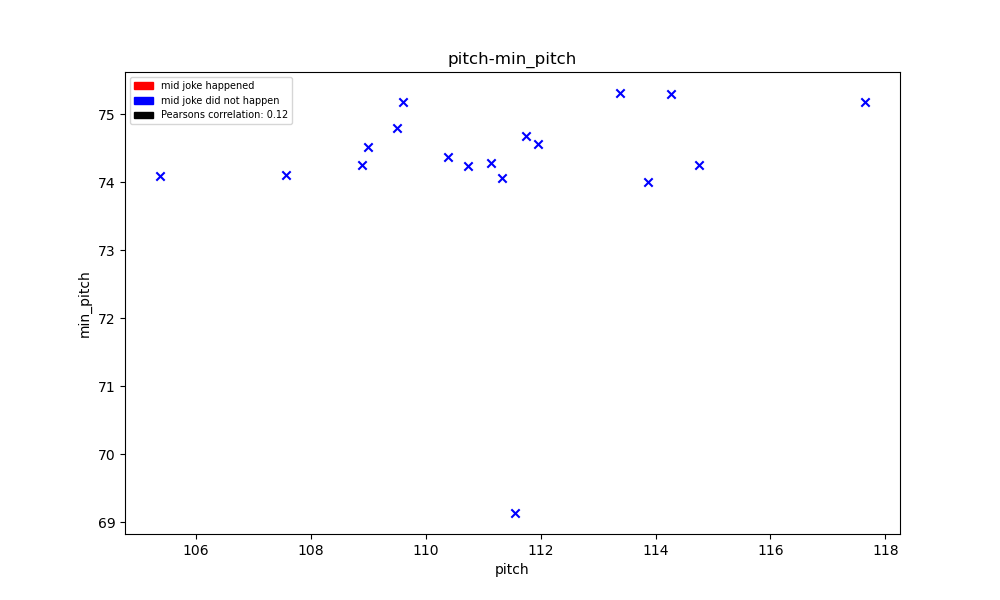 pitch-min_pitch
mid joke happened
mid joke did not happen
Pearsons correlation: 0.12
75
74
73
72
71
70
69
min_pitch
106 108 110 112 114 116 118
pitch